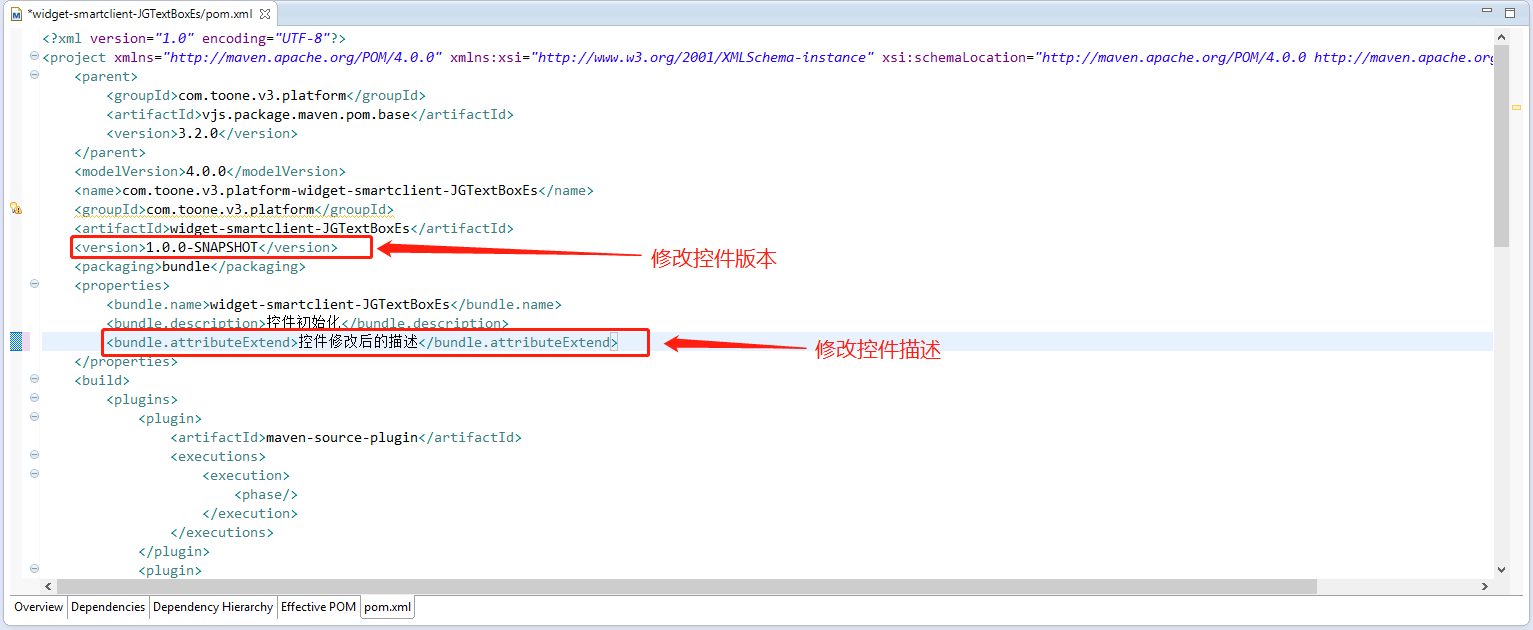 *widget-smartclient-JGTextBoxEs/pom.xml
<?xml version="1.0" encoding="UTF-8"?>
<project xmlns="http://maven.apache.org/POM/4.0.0" xmlns:xsi="http://www.w3.org/2001/XMLSchema-instance" xsi:schemaLocation="http://maven.apache.org/POM/4.0.0 http://maven.apache.org
<parent>
<groupId>com.toone.v3.platform</groupId>
<artifactId>vjs.package.maven.pom.base</artifactId>
<version>3.2.0</version>
</parent>
<modelVersion>4.0.0</modelVersion>
<name>com.toone.v3.platform-widget-smartclient-JGTextBoxEs</name>
<groupId>com.toone.v3.platform</groupId>
<artifactId>widget-smartclient-JGTextBoxEs</artifactId>
<version>1.0.0-SNAPSHOT</version>
修改控件版本
<packaging>bundle</packaging>
<properties>
<bundle.name>widget-smartclient-JGTextBoxEs</bundle.name>
<bundle.description>控件初始化</bundle.description>
<bundle.attributeExtend>控件修改后的描述</bundle.attributeExtend>
修改控件描述
</properties>
<build>
<plugins>
<plugin>
<artifactId>maven-source-plugin</artifactId>
<executions>
<execution>
<phase/>
</execution>
</executions>
</plugin>
<plugin>
Overview Dependencies Dependency Hierarchy Effective POM pom.xml